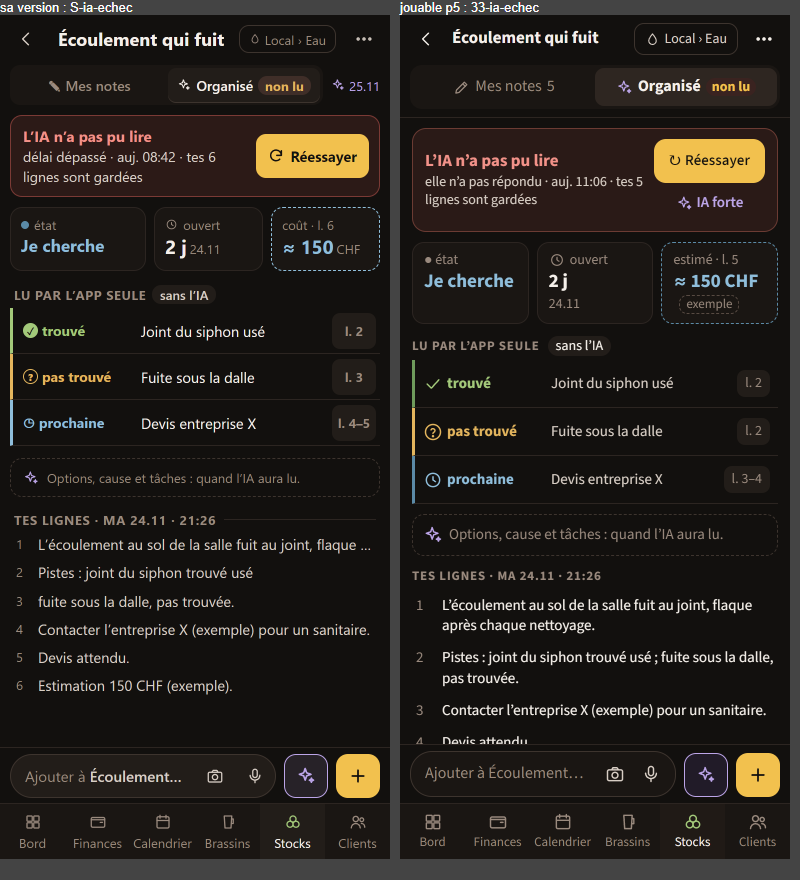 sa version : S-ia-echec
Écoulement qui fuit
Local › Eau
Mes notes
Organisé non lu
25.11
L’IA n’a pas pu lire
délai dépassé · auj. 08:42 · tes 6
lignes sont gardées
Réessayer
état
Je cherche
ouvert
2 j 24.11
coût · l. 6
≈ 150 CHF
LU PAR L’APP SEULE sans l’IA
trouvé Joint du siphon usé l. 2
pas trouvé Fuite sous la dalle l. 3
prochaine Devis entreprise X l. 4–5
Options, cause et tâches : quand l’IA aura lu.
TES LIGNES · MA 24.11 · 21:26
1 L’écoulement au sol de la salle fuit au joint, flaque ...
2 Pistes : joint du siphon trouvé usé
3 fuite sous la dalle, pas trouvée.
4 Contacter l’entreprise X (exemple) pour un sanitaire.
5 Devis attendu.
6 Estimation 150 CHF (exemple).
Ajouter à Écoulement...
Bord Finances Calendrier Brassins Stocks Clients
jouable p5 : 33-ia-echec
Écoulement qui fuit
Local › Eau
Mes notes 5
Organisé non lu
L’IA n’a pas pu lire
elle n’a pas répondu · auj. 11:06 · tes 5
lignes sont gardées
Réessayer
IA forte
état
Je cherche
ouvert
2 j
24.11
estimé · l. 5
≈ 150 CHF
exemple
LU PAR L’APP SEULE sans l’IA
trouvé Joint du siphon usé l. 2
pas trouvé Fuite sous la dalle l. 2
prochaine Devis entreprise X l. 3–4
Options, cause et tâches : quand l’IA aura lu.
TES LIGNES · MA 24.11 · 21:26
1 L’écoulement au sol de la salle fuit au joint, flaque
après chaque nettoyage.
2 Pistes : joint du siphon trouvé usé ; fuite sous la dalle,
pas trouvée.
3 Contacter l’entreprise X (exemple) pour un sanitaire.
4 Devis attendu
Ajouter à Écoulement…
Bord Finances Calendrier Brassins Stocks Clients